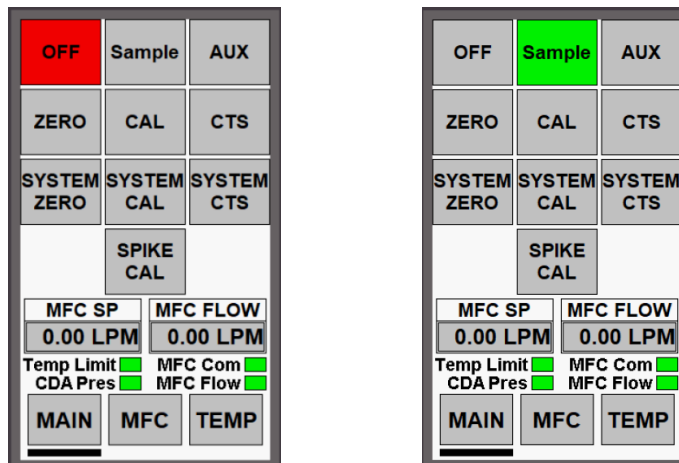 OFF Sample AUX
ZERO CAL CTS
SYSTEM ZERO SYSTEM CAL SYSTEM CTS
SPIKE CAL
MFC SP MFC FLOW
0.00 LPM 0.00 LPM
Temp Limit MFC Com
CDA Pres MFC Flow
MAIN MFC TEMP
OFF Sample AUX
ZERO CAL CTS
SYSTEM ZERO SYSTEM CAL SYSTEM CTS
SPIKE CAL
MFC SP MFC FLOW
0.00 LPM 0.00 LPM
Temp Limit MFC Com
CDA Pres MFC Flow
MAIN MFC TEMP